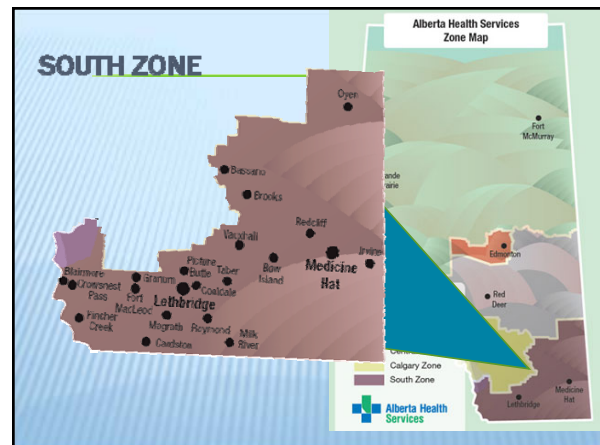 SOUTH ZONE
Oyen
Bassano
Brooks
Redcliff
Vauxhall
Irvine
Medicine
Hat
Bow
Island
Picture
Butte
Taber
Coaldale
Granum
Blairmore
Crowsnest
Pass
Fort
MacLeod
Lethbridge
Pincher
Creek
Magrath
Raymond
Milk
River
Cardston
Alberta Health Services
Zone Map
Fort
McMurray
ande
rairie
Edmonton
Red
Deer
Calgary Zone
South Zone
Medicine
Hat
Lethbridge
Alberta Health
Services